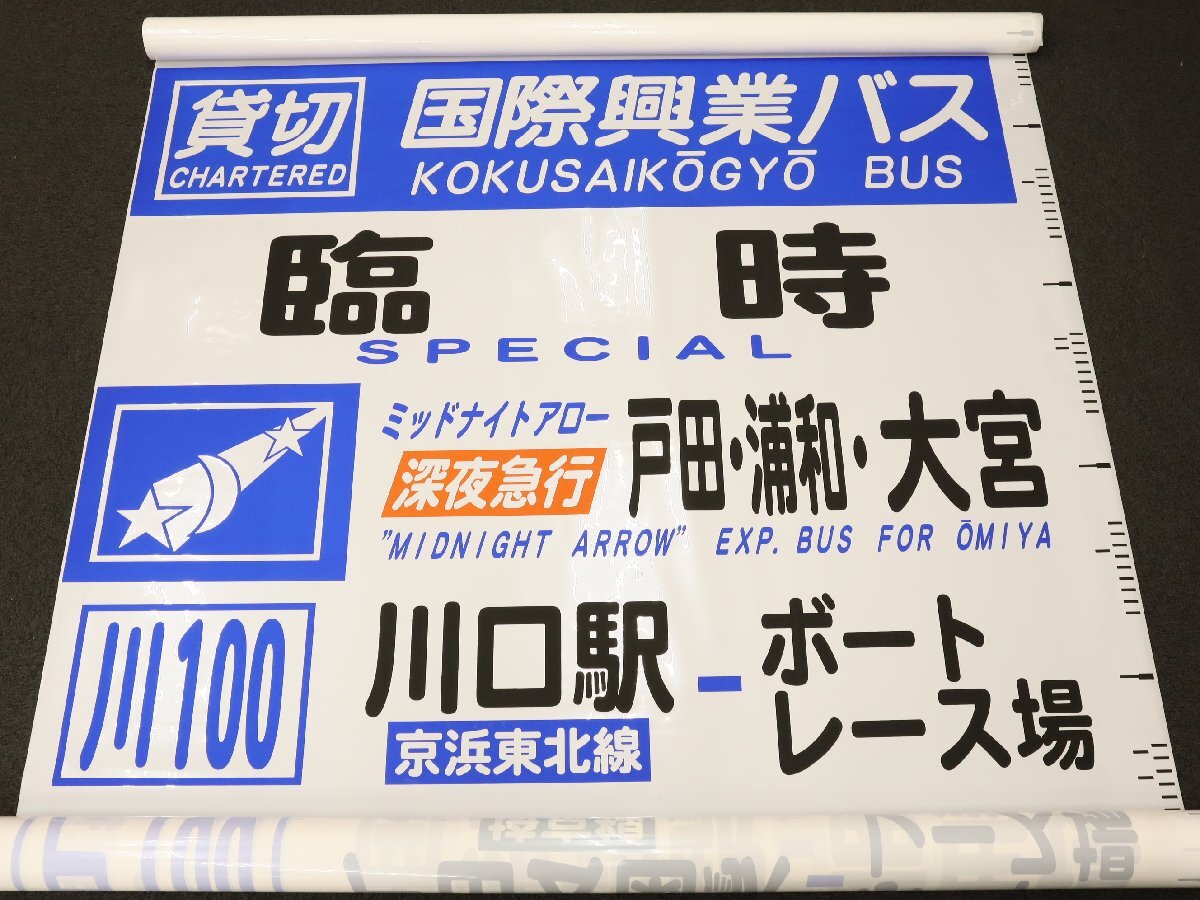 貸切 国際興業バス
CHARTERED KOKUSAIKŌGYŌ BUS
臨時
SPECIAL
ミッドナイトアロー
深夜急行 戸田・浦和・大宮
"MIDNIGHT ARROW" EXP. BUS FOR ŌMIYA
川100 川口駅 - ボート
レース場
京浜東北線